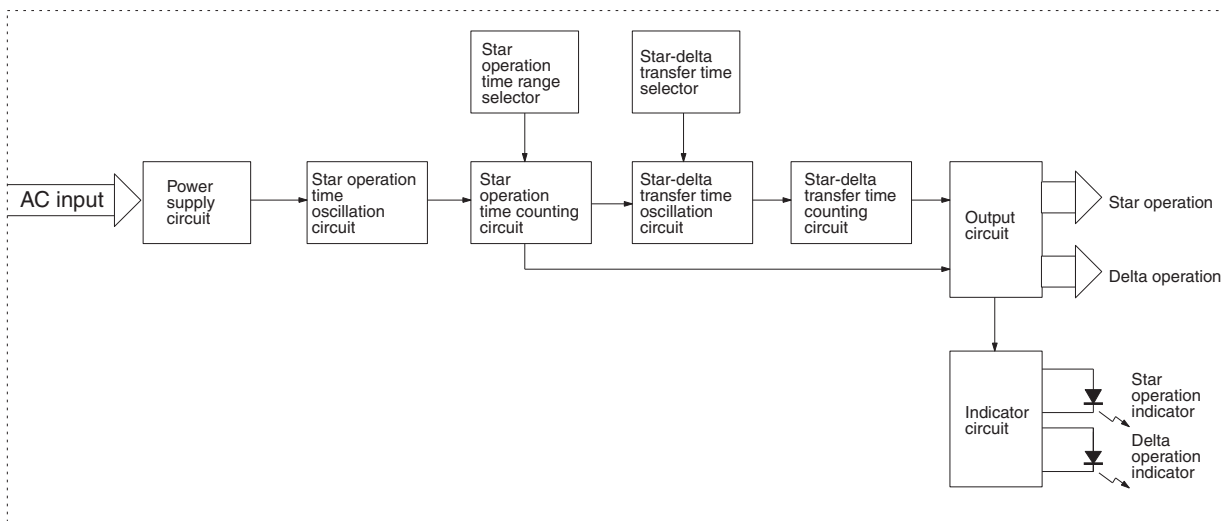 Star
operation
time range
selector
Star-delta
transfer time
selector
AC input
Power
supply
circuit
Star operation
time
oscillation
circuit
Star
operation
time counting
circuit
Star-delta
transfer time
oscillation
circuit
Star-delta
transfer time
counting
circuit
Output
circuit
Star operation
Delta operation
Indicator
circuit
Star
operation
indicator
Delta
operation
indicator